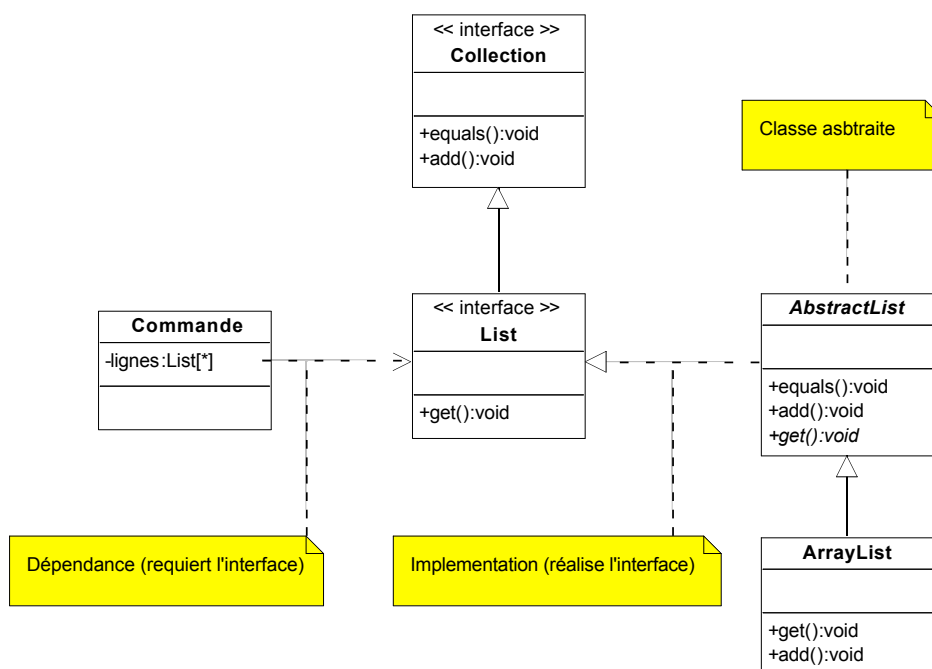 << interface >>
Collection
+equals():void
+add():void
Classe asbtraite
Commande
-lignes:List[*]
<< interface >>
List
+get():void
AbstractList
+equals():void
+add():void
+get():void
Dépendance (requiert l'interface)
Implementation (réalise l'interface)
ArrayList
+get():void
+add():void